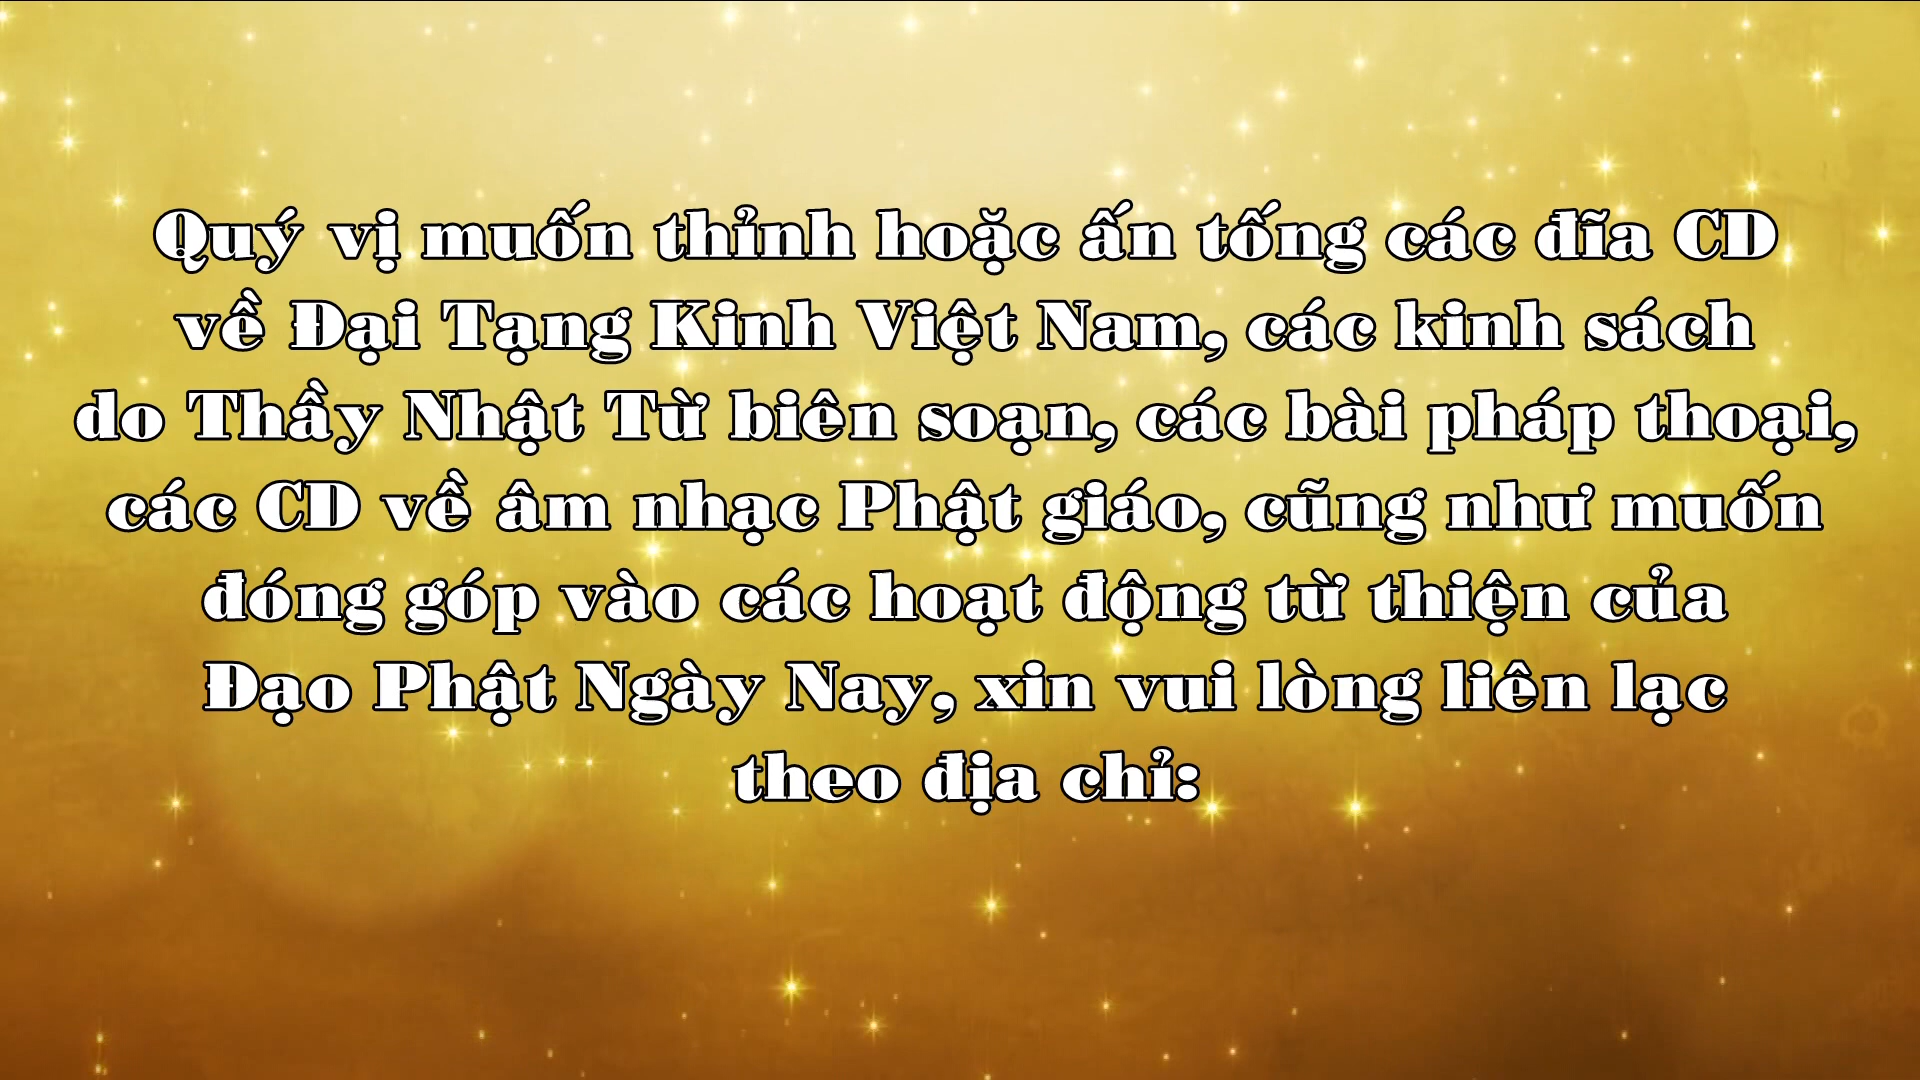 Quý vị muốn thỉnh hoặc ấn tống các đĩa CD
về Đại Tạng Kinh Việt Nam, các kinh sách
do Thầy Nhật Từ biên soạn, các bài pháp thoại,
các CD về âm nhạc Phật giáo, cũng như muốn
đóng góp vào các hoạt động từ thiện của
Đạo Phật Ngày Nay, xin vui lòng liên lạc
theo địa chỉ: